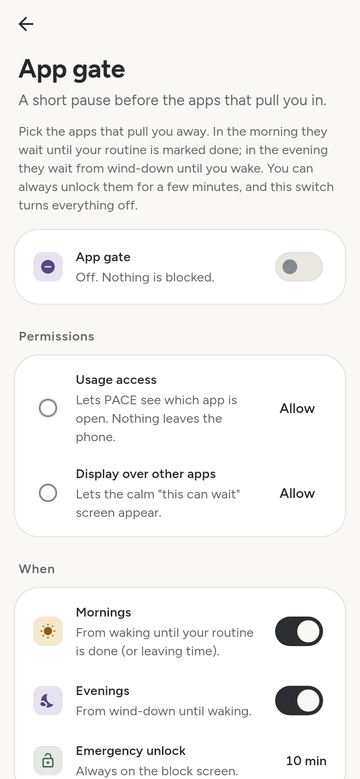 App gate
A short pause before the apps that pull you in.
Pick the apps that pull you away. In the morning they
wait until your routine is marked done; in the evening
they wait from wind-down until you wake. You can
always unlock them for a few minutes, and this switch
turns everything off.
App gate
Off. Nothing is blocked.
Permissions
Usage access
Lets PACE see which app is
open. Nothing leaves the
phone.
Allow
Display over other apps
Lets the calm "this can wait"
screen appear.
Allow
When
Mornings
From waking until your routine
is done (or leaving time).
Evenings
From wind-down until waking.
Emergency unlock
Always on the block screen.
10 min